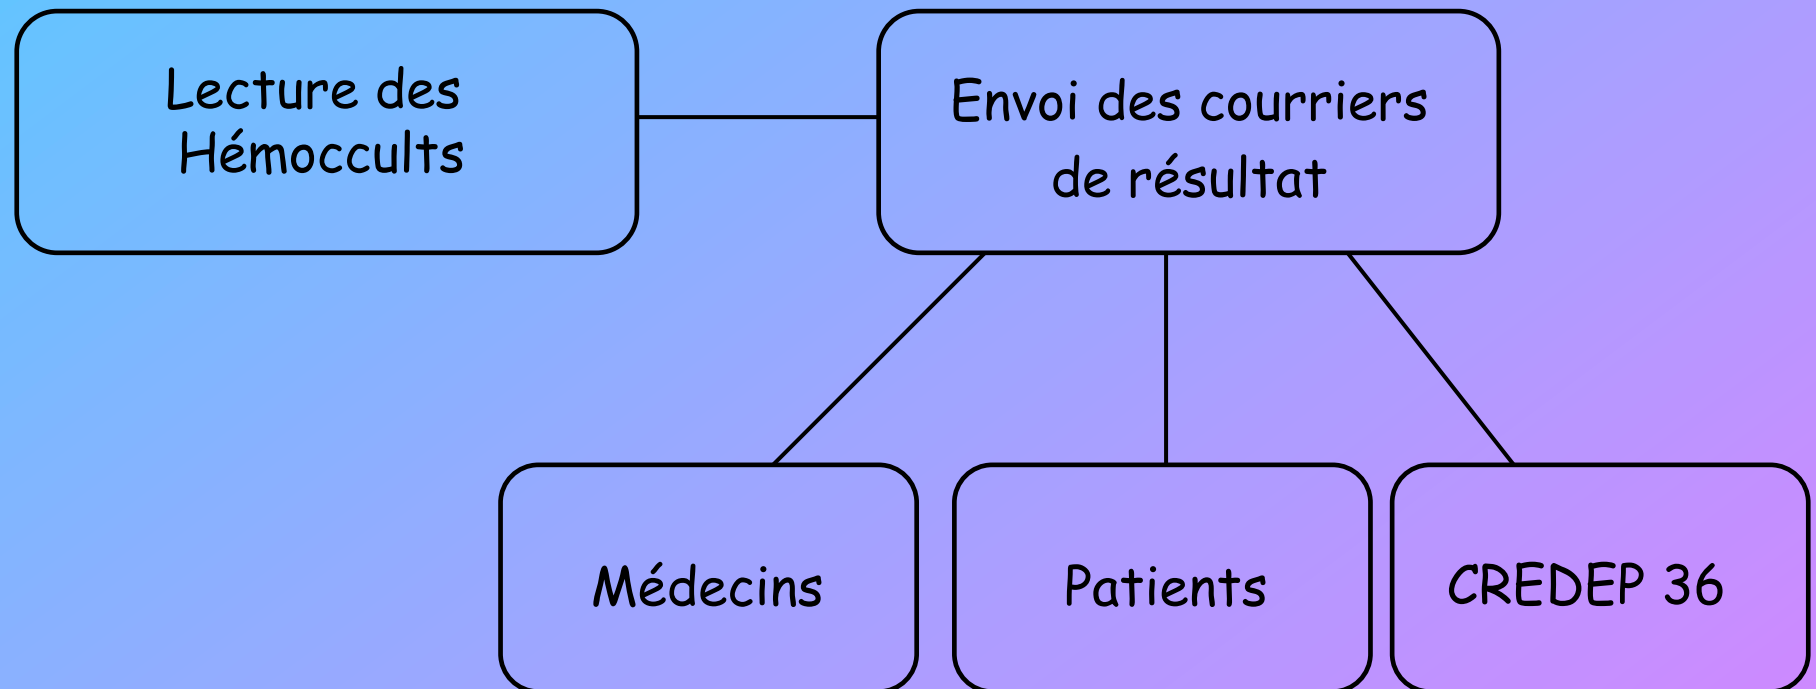 Lecture des
Hémoccults
Envoi des courriers
de résultat
Médecins
Patients
CREDEP 36